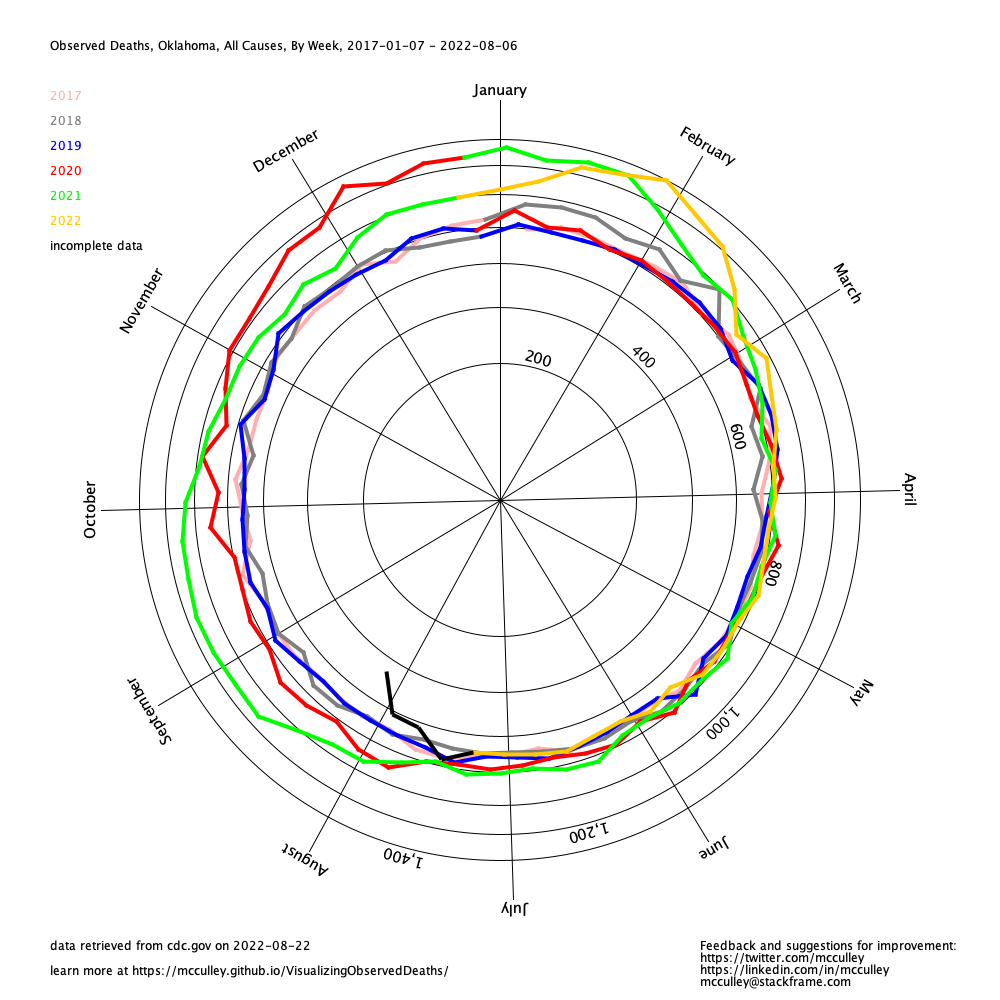 Observed Deaths, Oklahoma, All Causes, By Week, 2017-01-07 - 2022-08-06
2017
2018
2019
2020
2021
2022
incomplete data
January
February
March
April
May
June
July
August
September
October
November
December
200
400
600
800
1,000
1,200
1,400
data retrieved from cdc.gov on 2022-08-22
learn more at https://mcculley.github.io/VisualizingObservedDeaths/
Feedback and suggestions for improvement:
https://twitter.com/mcculley
https://linkedin.com/in/mcculley
mcculley@stackframe.com